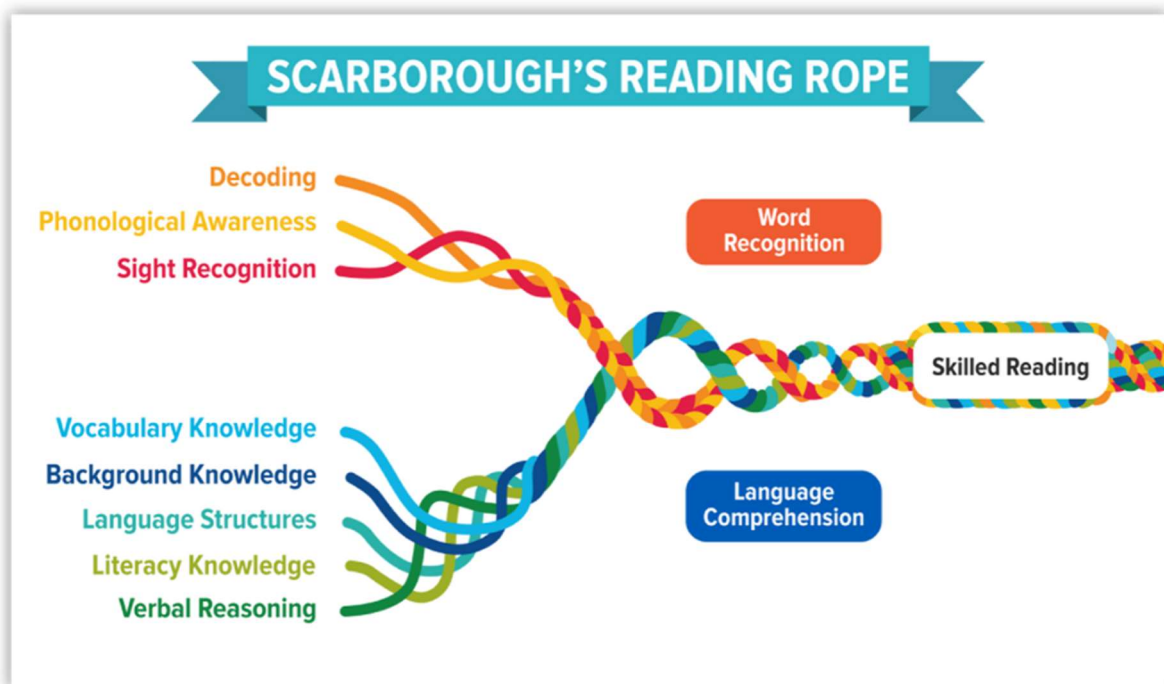 SCARBOROUGH'S READING ROPE
Decoding
Phonological Awareness
Sight Recognition
Word
Recognition
Skilled Reading
Vocabulary Knowledge
Background Knowledge
Language Structures
Literacy Knowledge
Verbal Reasoning
Language
Comprehension